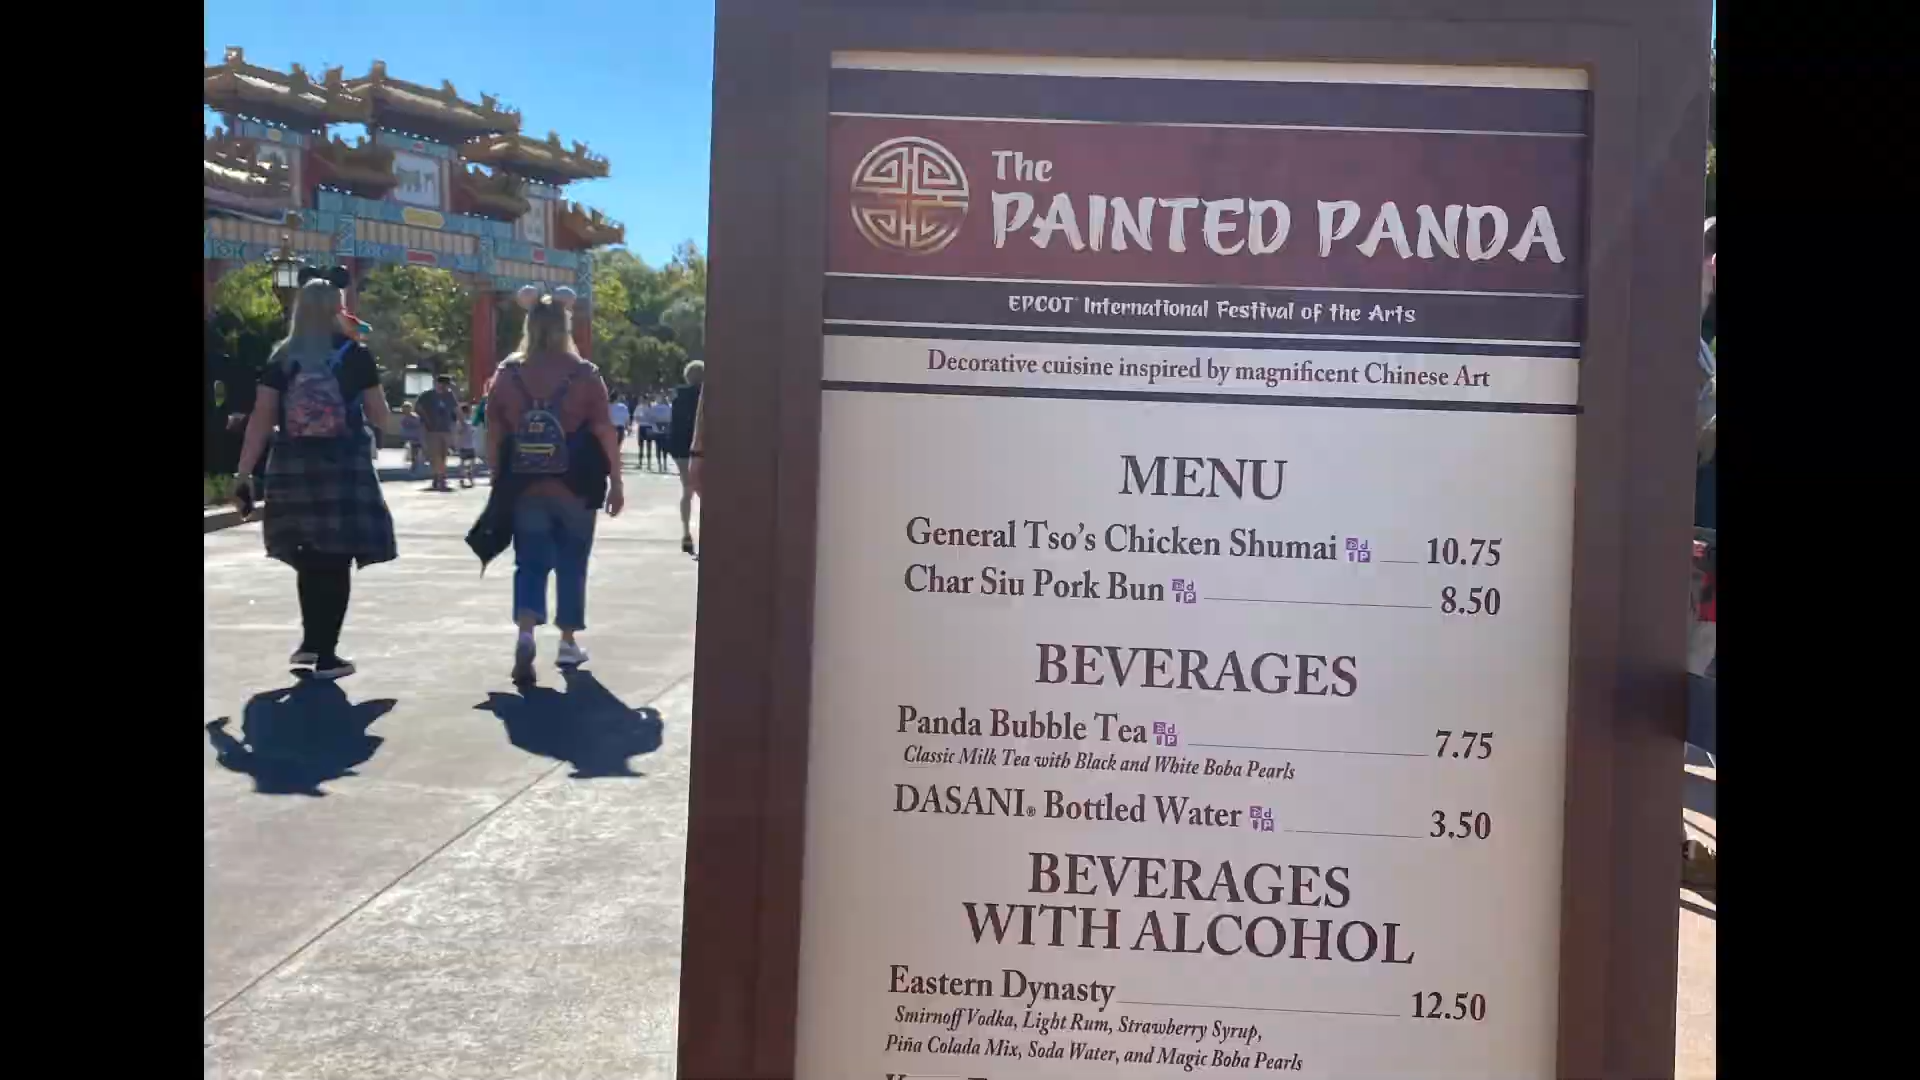 The
PAINTED PANDA
EPCOT International Festival of the Arts
Decorative cuisine inspired by magnificent Chinese Art
MENU
General Tso's Chicken Shumai 10.75
Char Siu Pork Bun 8.50
BEVERAGES
Panda Bubble Tea 7.75
Classic Milk Tea with Black and White Boba Pearls
DASANI® Bottled Water 3.50
BEVERAGES
WITH ALCOHOL
Eastern Dynasty 12.50
Smirnoff Vodka, Light Rum, Strawberry Syrup,
Piña Colada Mix, Soda Water, and Magic Boba Pearls